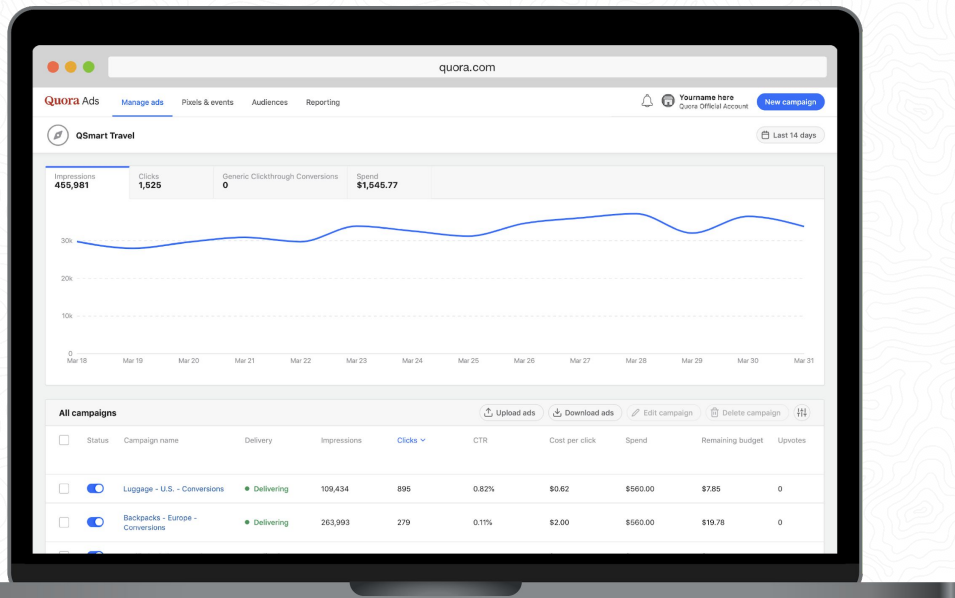 quora.com
Quora Ads Manage ads Pixels & events Audiences Reporting Yourname here New campaign
Quora Official Account
QSmart Travel Last 14 days
Impressions Clicks Generic Clickthrough Conversions Spend
455,981 1,525 0 $1,545.77
30k
20k
10k
0
Mar 18 Mar 19 Mar 20 Mar 21 Mar 22 Mar 23 Mar 24 Mar 25 Mar 26 Mar 27 Mar 28 Mar 29 Mar 30 Mar 31
All campaigns Upload ads Download ads Edit campaign Delete campaign
Status Campaign name Delivery Impressions Clicks CTR Cost per click Spend Remaining budget Upvotes
Luggage - U.S. - Conversions Delivering 109,434 895 0.82% $0.62 $560.00 $7.85 0
Backpacks - Europe - Delivering 263,993 279 0.11% $2.00 $560.00 $19.78 0
Conversions